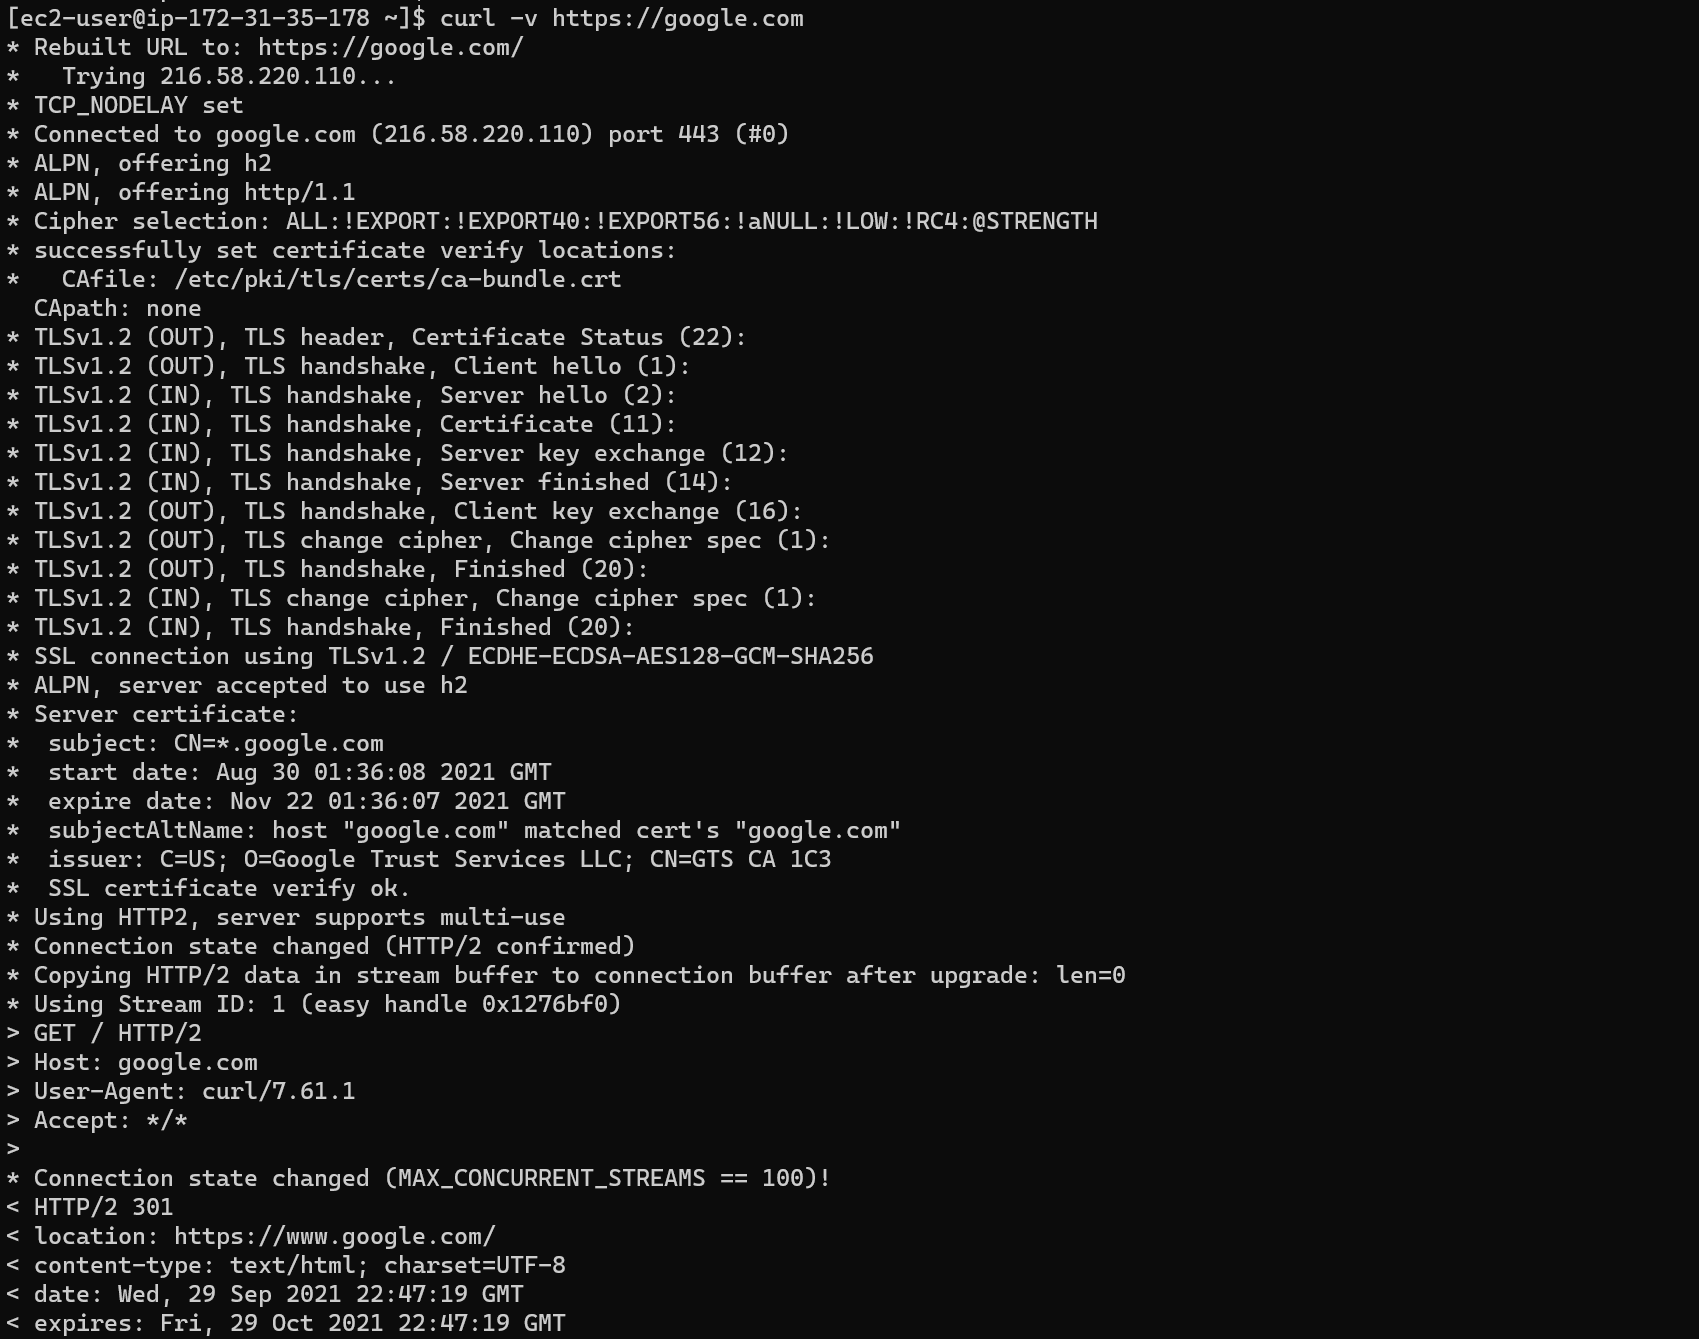 [ec2-user@ip-172-31-35-178 ~]$ curl -v https://google.com
* Rebuilt URL to: https://google.com/
*   Trying 216.58.220.110...
* TCP_NODELAY set
* Connected to google.com (216.58.220.110) port 443 (#0)
* ALPN, offering h2
* ALPN, offering http/1.1
* Cipher selection: ALL:!EXPORT:!EXPORT40:!EXPORT56:!aNULL:!LOW:!RC4:@STRENGTH
* successfully set certificate verify locations:
*   CAfile: /etc/pki/tls/certs/ca-bundle.crt
  CApath: none
* TLSv1.2 (OUT), TLS header, Certificate Status (22):
* TLSv1.2 (OUT), TLS handshake, Client hello (1):
* TLSv1.2 (IN), TLS handshake, Server hello (2):
* TLSv1.2 (IN), TLS handshake, Certificate (11):
* TLSv1.2 (IN), TLS handshake, Server key exchange (12):
* TLSv1.2 (IN), TLS handshake, Server finished (14):
* TLSv1.2 (OUT), TLS handshake, Client key exchange (16):
* TLSv1.2 (OUT), TLS change cipher, Change cipher spec (1):
* TLSv1.2 (OUT), TLS handshake, Finished (20):
* TLSv1.2 (IN), TLS change cipher, Change cipher spec (1):
* TLSv1.2 (IN), TLS handshake, Finished (20):
* SSL connection using TLSv1.2 / ECDHE-ECDSA-AES128-GCM-SHA256
* ALPN, server accepted to use h2
* Server certificate:
*  subject: CN=*.google.com
*  start date: Aug 30 01:36:08 2021 GMT
*  expire date: Nov 22 01:36:07 2021 GMT
*  subjectAltName: host "google.com" matched cert's "google.com"
*  issuer: C=US; O=Google Trust Services LLC; CN=GTS CA 1C3
*  SSL certificate verify ok.
* Using HTTP2, server supports multi-use
* Connection state changed (HTTP/2 confirmed)
* Copying HTTP/2 data in stream buffer to connection buffer after upgrade: len=0
* Using Stream ID: 1 (easy handle 0x1276bf0)
> GET / HTTP/2
> Host: google.com
> User-Agent: curl/7.61.1
> Accept: */*
>
* Connection state changed (MAX_CONCURRENT_STREAMS == 100)!
< HTTP/2 301
< location: https://www.google.com/
< content-type: text/html; charset=UTF-8
< date: Wed, 29 Sep 2021 22:47:19 GMT
< expires: Fri, 29 Oct 2021 22:47:19 GMT